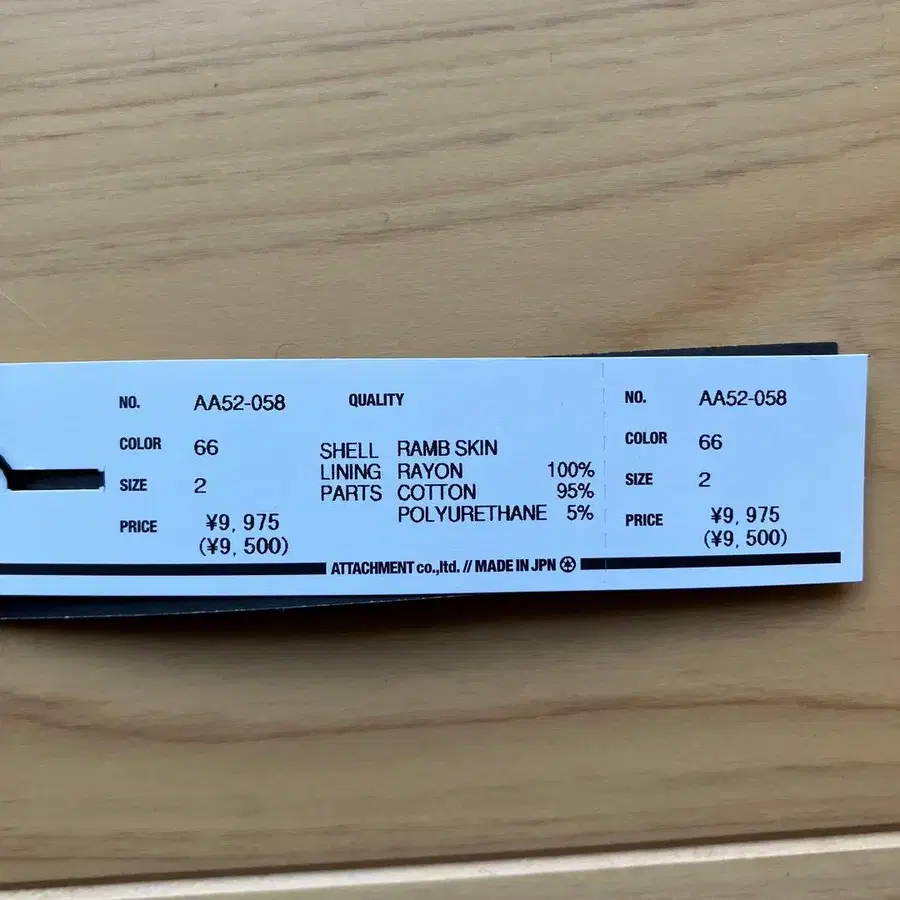 NO. AA52-058
COLOR 66
SIZE 2
PRICE ¥9,975
(¥9,500)
QUALITY
SHELL RAMB SKIN
LINING RAYON 100%
PARTS COTTON 95%
POLYURETHANE 5%
NO. AA52-058
COLOR 66
SIZE 2
PRICE ¥9,975
(¥9,500)
ATTACHMENT co.,ltd. // MADE IN JPN